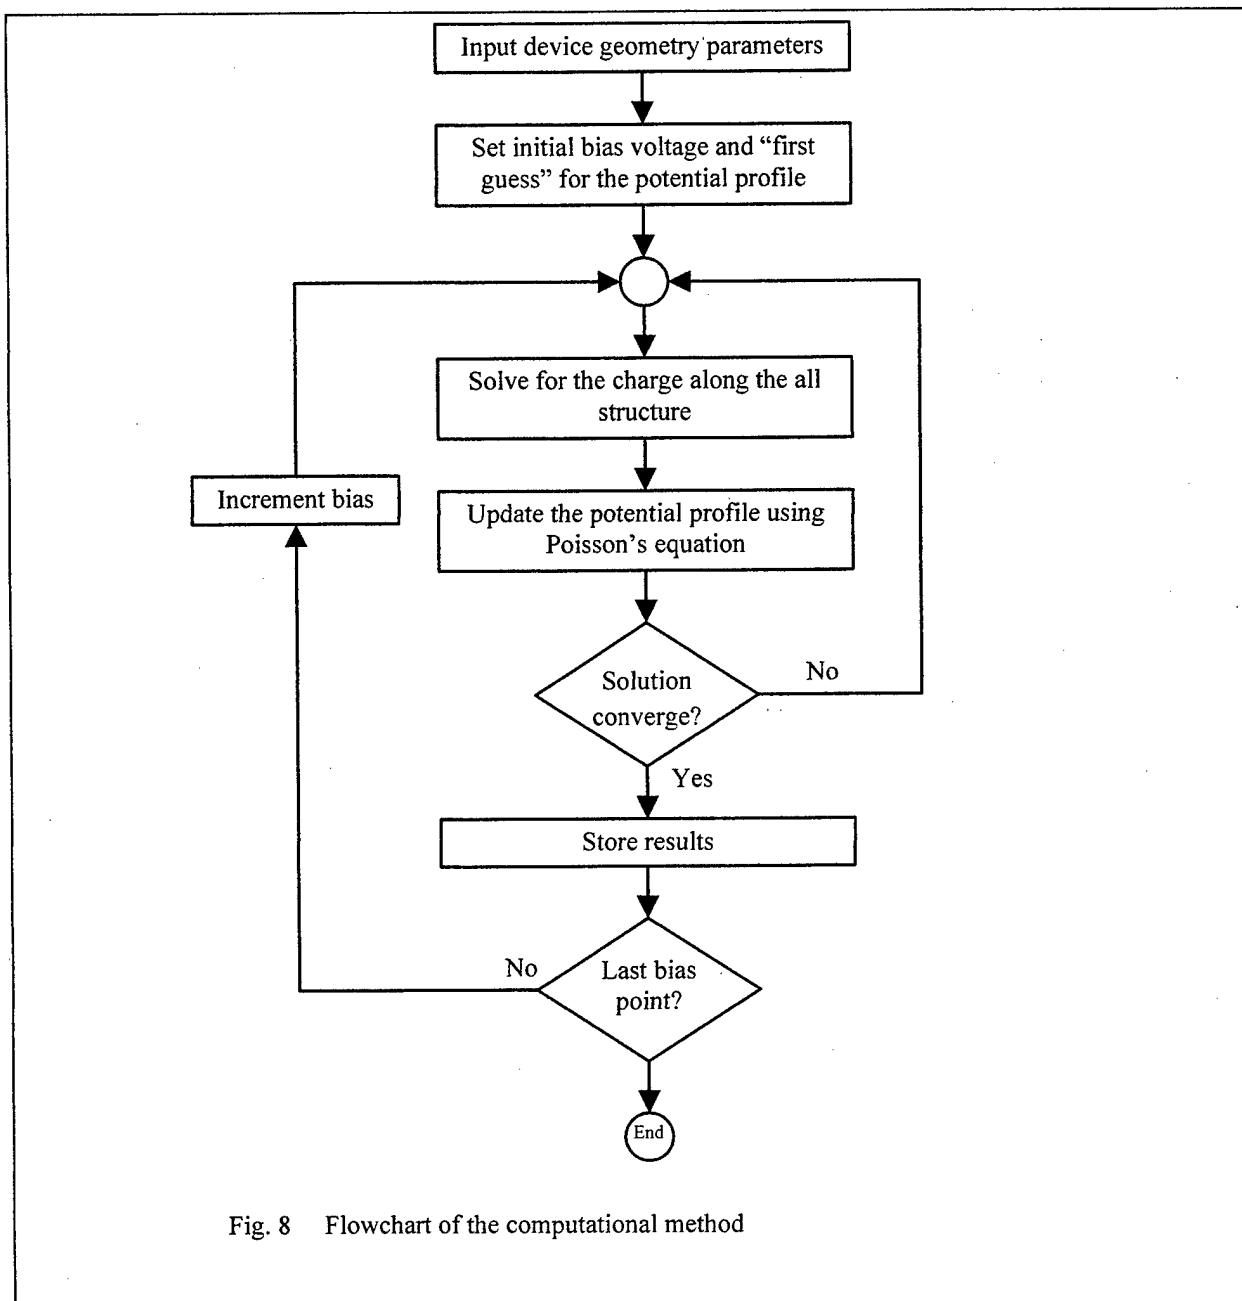 Input device geometry parameters
Set initial bias voltage and “first
guess” for the potential profile
Solve for the charge along the all
structure
Increment bias
Update the potential profile using
Poisson’s equation
Solution
converge?
No
Yes
Store results
No
Last bias
point?
End
Fig. 8 Flowchart of the computational method